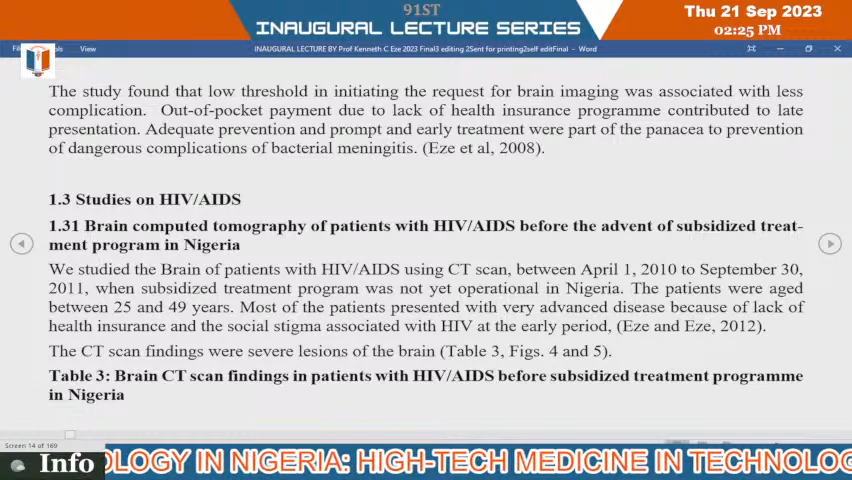 91ST
INAUGURAL LECTURE SERIES
Thu 21 Sep 2023
02:25 PM
View
INAUGURAL LECTURE BY Prof Kenneth C Eze 2023 Final3 editing 2Sent for printing2self editFinal - Word
The study found that low threshold in initiating the request for brain imaging was associated with less
complication. Out-of-pocket payment due to lack of health insurance programme contributed to late
presentation. Adequate prevention and prompt and early treatment were part of the panacea to prevention
of dangerous complications of bacterial meningitis. (Eze et al, 2008).
1.3 Studies on HIV/AIDS
1.31 Brain computed tomography of patients with HIV/AIDS before the advent of subsidized treat-
ment program in Nigeria
We studied the Brain of patients with HIV/AIDS using CT scan, between April 1, 2010 to September 30,
2011, when subsidized treatment program was not yet operational in Nigeria. The patients were aged
between 25 and 49 years. Most of the patients presented with very advanced disease because of lack of
health insurance and the social stigma associated with HIV at the early period, (Eze and Eze, 2012).
The CT scan findings were severe lesions of the brain (Table 3, Figs. 4 and 5).
Table 3: Brain CT scan findings in patients with HIV/AIDS before subsidized treatment programme
in Nigeria
Screen 14 of 169
Info
OLOGY IN NIGERIA: HIGH-TECH MEDICINE IN TECHNOLOG